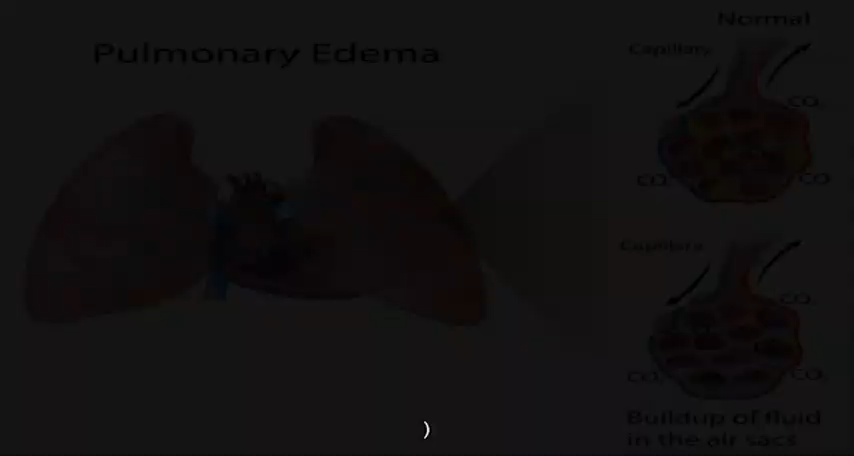 Pulmonary Edema
Normal
Capillary
CO₂
CO₂
CO₂
Capillary
CO₂
CO₂
CO₂
Buildup of fluid
in the air sacs
)